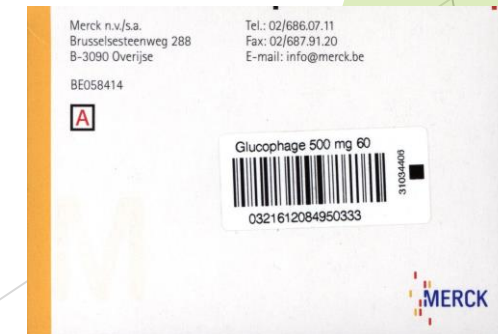 Merck n.v./s.a.
Brusselsesteenweg 288
B-3090 Overijse
BE058414
Tel.: 02/686.07.11
Fax: 02/687.91.20
E-mail: info@merck.be
A
Glucophage 500 mg 60
31034406
0321612084950333
MERCK